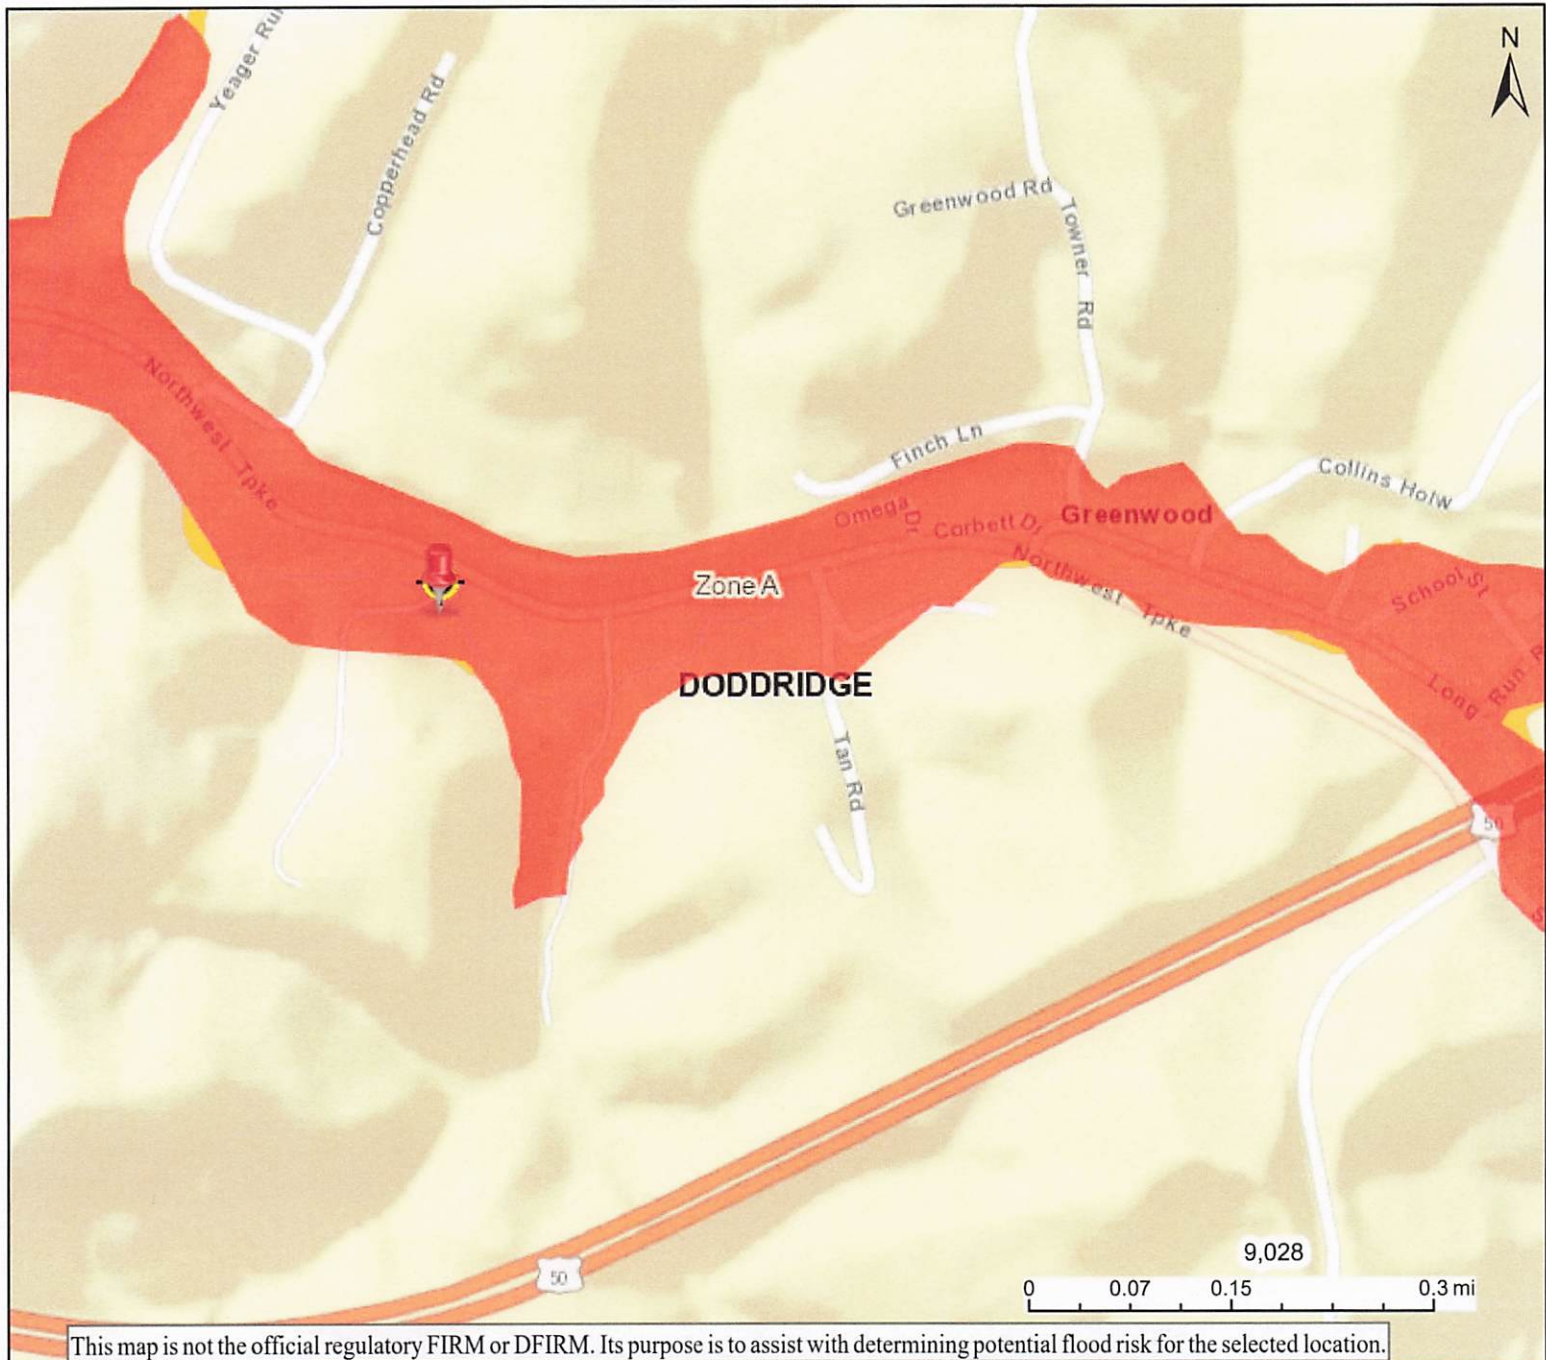 N
Yeager Run
Copperhead Rd
Greenwood Rd
Towner Rd
Northwest Tpke
Finch Ln
Collins Holw
Omega Dr
Corbett Dr
Greenwood
Northwest Tpke
Zone A
School St
DODDRIDGE
Long Run R
Tan Rd
50
S
9,028
50
0 0.07 0.15 0.3 mi
This map is not the official regulatory FIRM or DFIRM. Its purpose is to assist with determining potential flood risk for the selected location.